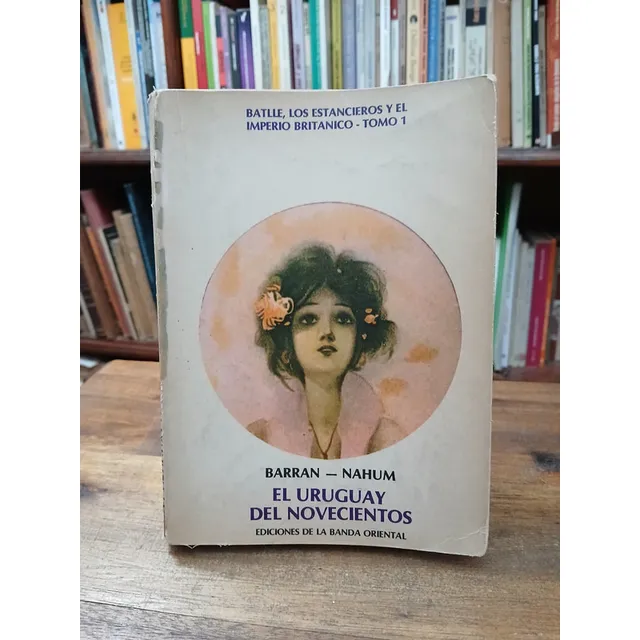 BATLLE, LOS ESTANCIEROS Y EL
IMPERIO BRITANICO - TOMO 1
BARRAN — NAHUM
EL URUGUAY
DEL NOVECIENTOS
EDICIONES DE LA BANDA ORIENTAL